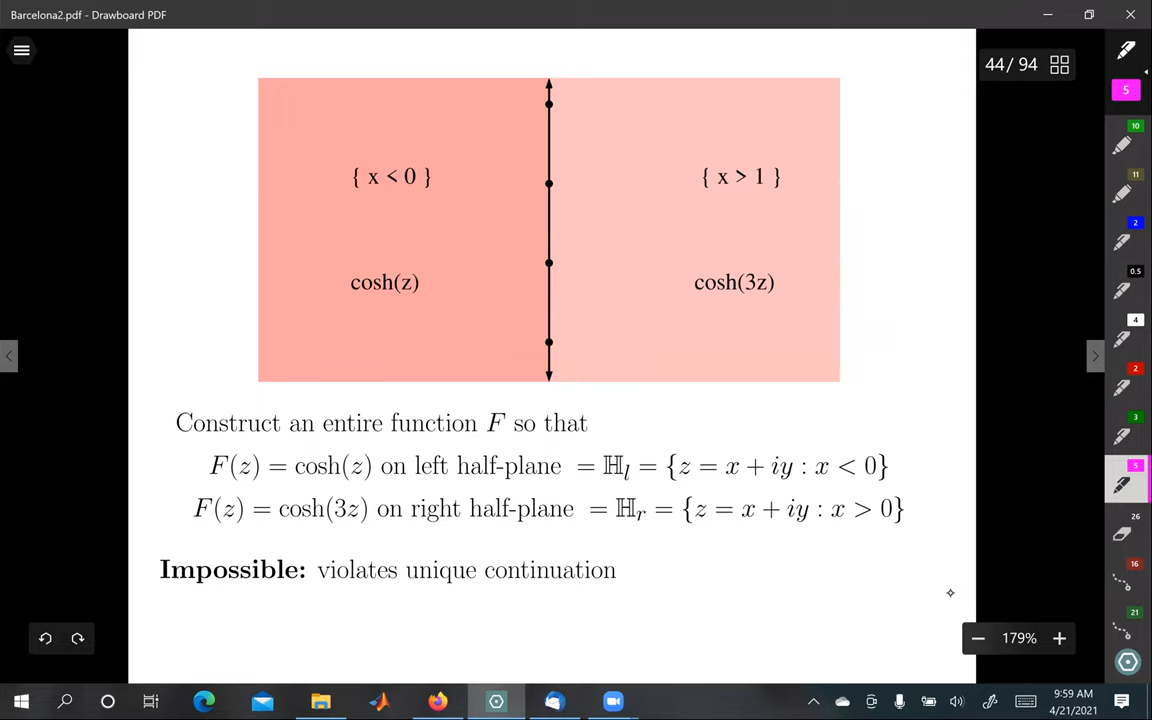 Barcelona2.pdf - Drawboard PDF
44/ 94
5
{ x < 0 }
{ x > 1 }
cosh(z)
cosh(3z)
Construct an entire function F so that
F(z) = cosh(z) on left half-plane = ℍₗ = {z = x + iy : x < 0}
F(z) = cosh(3z) on right half-plane = ℍᵣ = {z = x + iy : x > 0}
Impossible: violates unique continuation
10
11
2
0.5
4
2
3
5
26
16
21
179%
9:59 AM
4/21/2021